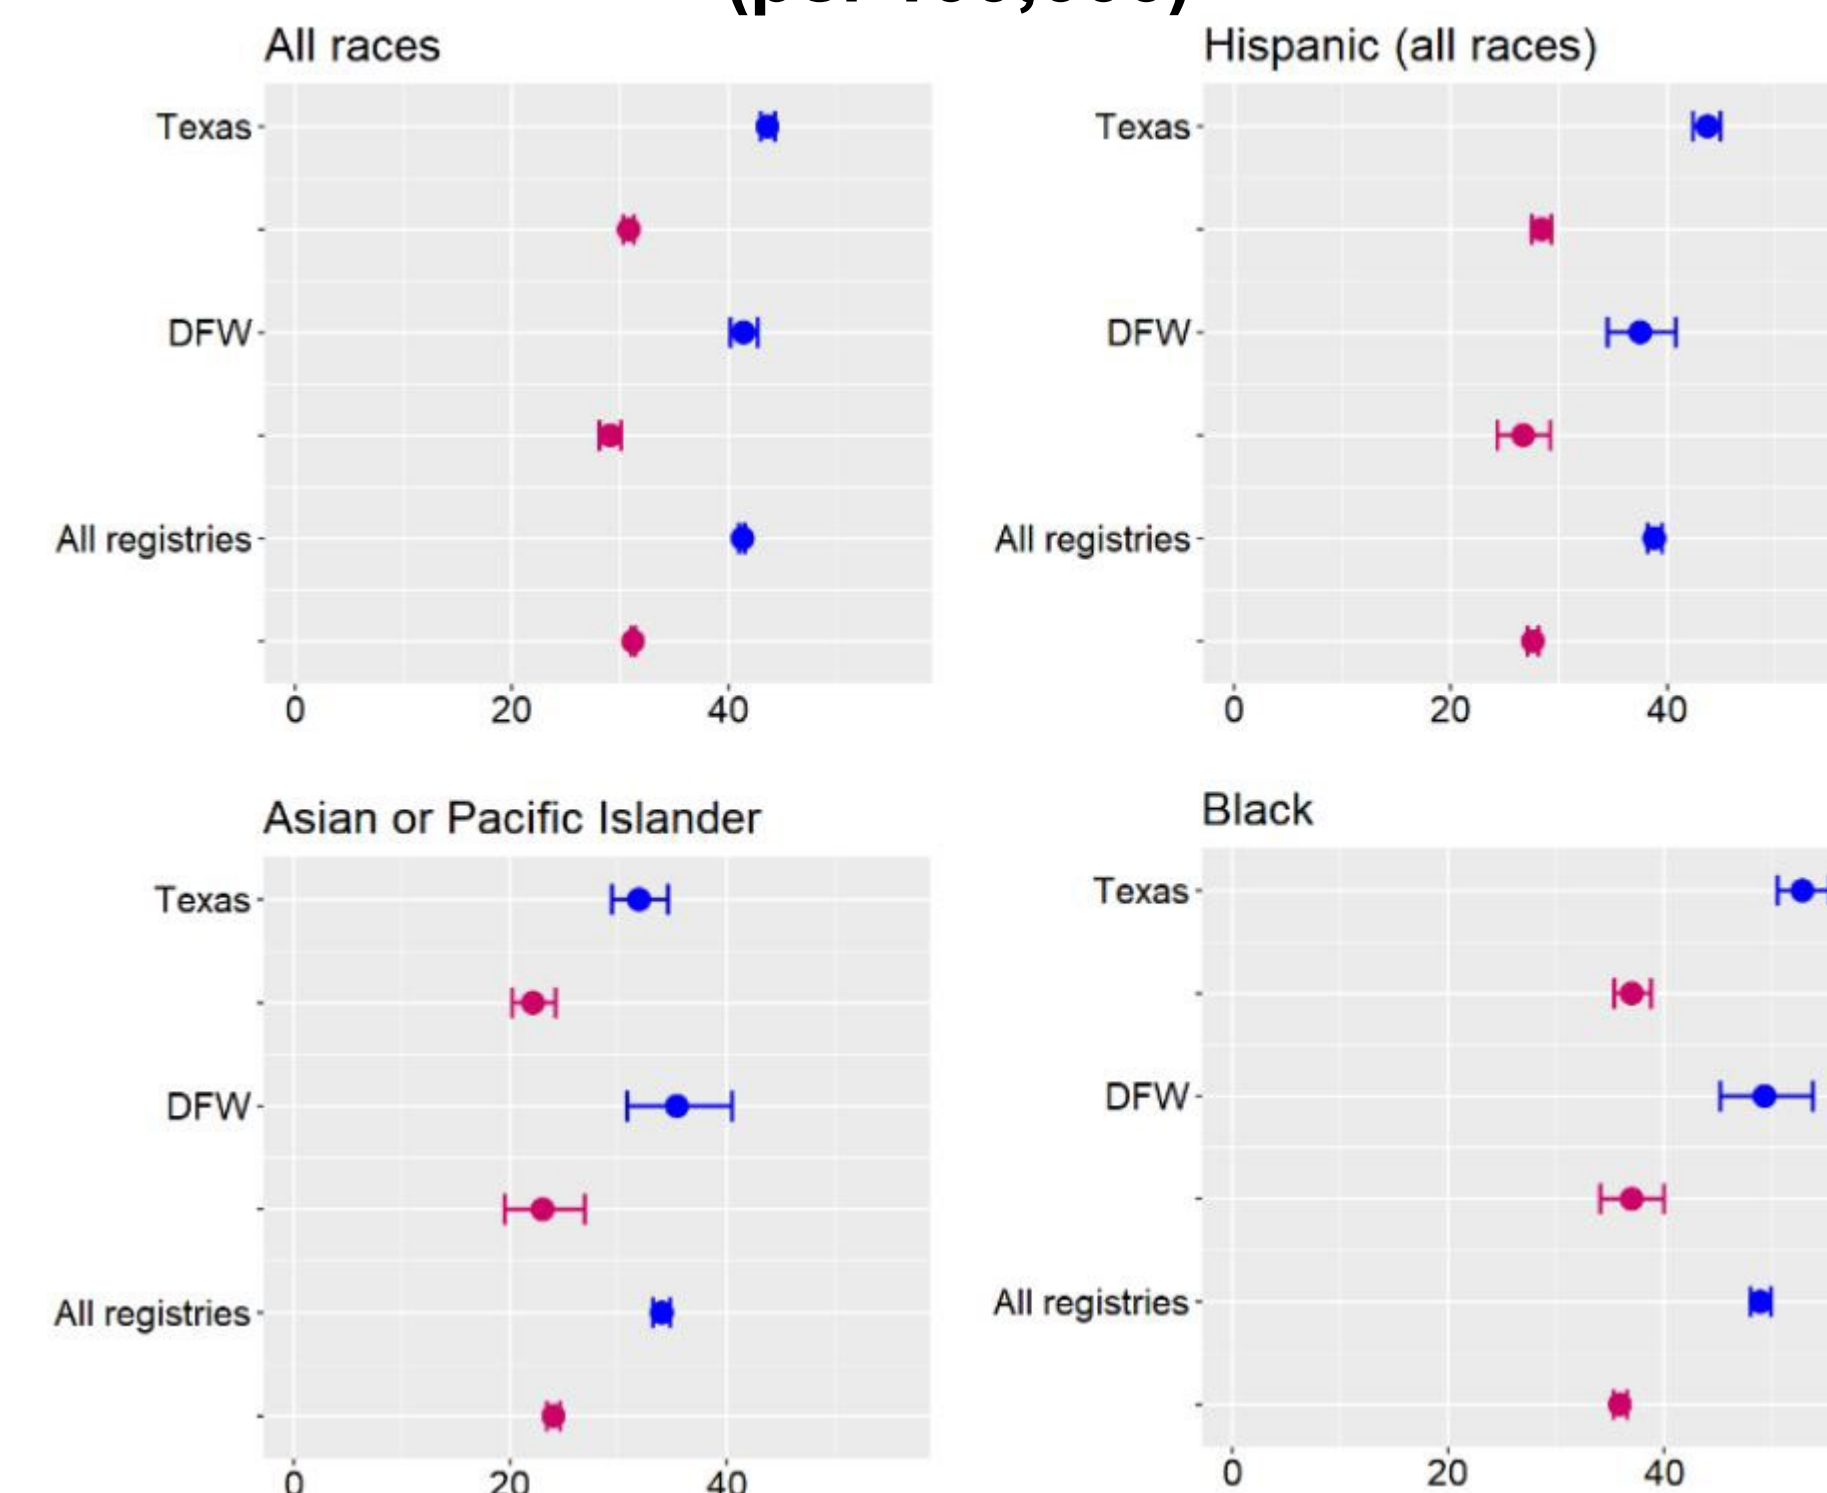 All races
Texas
DFW
All registries
0 20 40
Hispanic (all races)
Texas
DFW
All registries
0 20 40
Asian or Pacific Islander
Texas
DFW
All registries
0 20 40
Black
Texas
DFW
All registries
0 20 40